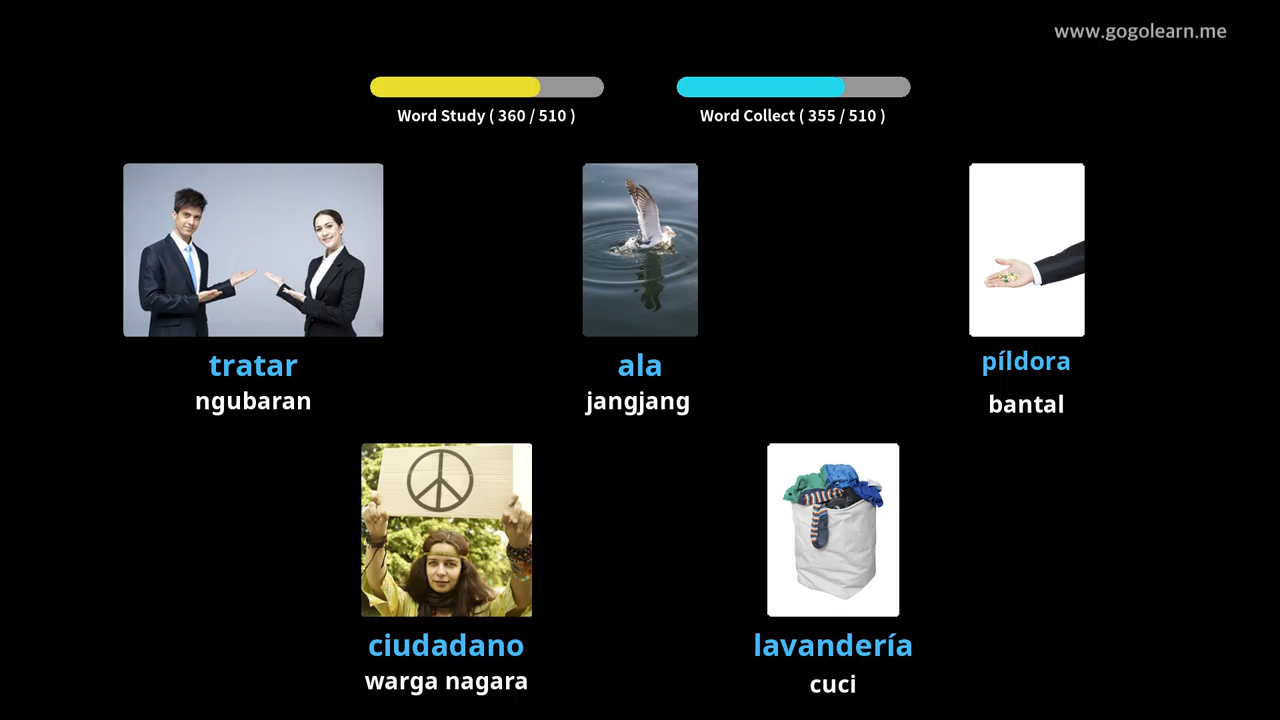 www.gogolearn.me
Word Study ( 360 / 510 )
Word Collect ( 355 / 510 )
tratar
ngubaran
ala
jangjang
píldora
bantal
ciudadano
warga nagara
lavandería
cuci